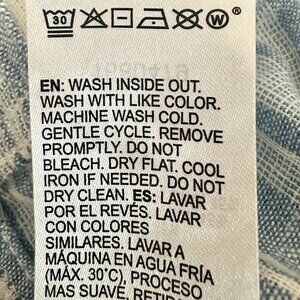 30 W
EN: WASH INSIDE OUT.
WASH WITH LIKE COLOR.
MACHINE WASH COLD.
GENTLE CYCLE. REMOVE
PROMPTLY. DO NOT
BLEACH. DRY FLAT. COOL
IRON IF NEEDED. DO NOT
DRY CLEAN. ES: LAVAR
POR EL REVÉS. LAVAR
CON COLORES
SIMILARES. LAVAR A
MÁQUINA EN AGUA FRÍA
(MÁX. 30°C), PROCESO
MAS SUAVE. RETIR